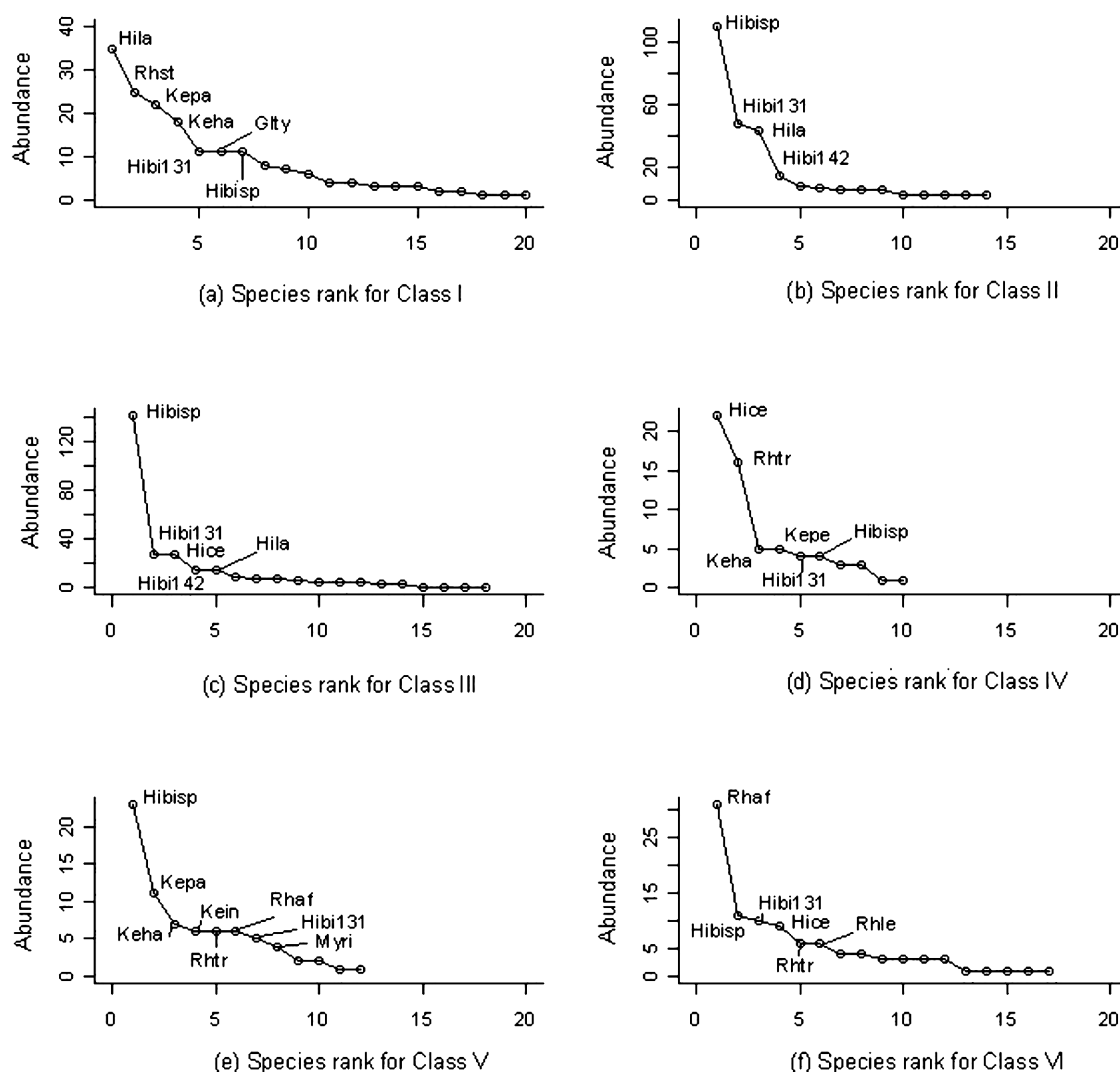 Abundance
40
30
20
10
0
Hila
Rhst
Kepa
Keha
Glty
Hibi131
Hibisp
5
10
15
20
(a) Species rank for Class I
Abundance
100
60
20
0
Hibisp
Hibi131
Hila
Hibi142
0
5
10
15
20
(b) Species rank for Class II
Abundance
120
80
40
0
Hibisp
Hibi131
Hice
Hila
Hibi142
0
5
10
15
20
(c) Species rank for Class III
Abundance
20
15
10
5
0
Hice
Rhtr
Kepe
Hibisp
Keha
Hibi131
0
5
10
15
20
(d) Species rank for Class IV
Abundance
20
15
10
5
0
Hibisp
Kepa
Kein
Rhaf
Hibi131
Keha
Myri
Rhtr
0
5
10
15
20
(e) Species rank for Class V
Abundance
25
15
5
0
Rhaf
Hibi131
Hice
Rhle
Hibisp
Rhtr
0
5
10
15
20
(f) Species rank for Class VI